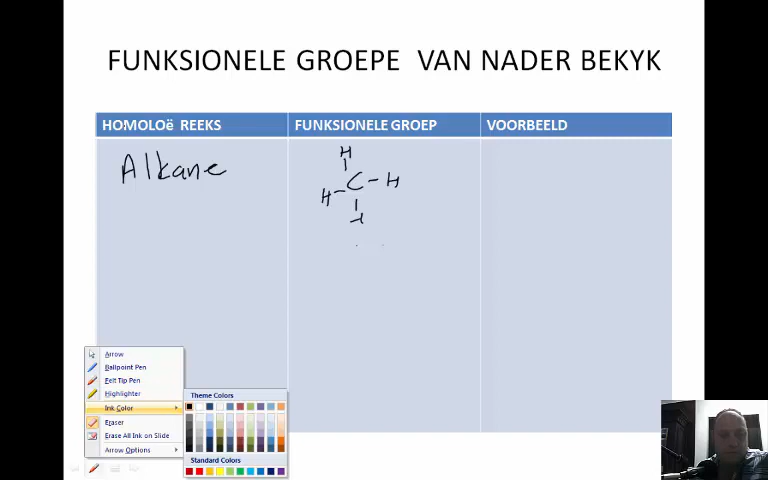 FUNKSIONELE GROEPE VAN NADER BEKYK
HOMOLOË REEKS FUNKSIONELE GROEP VOORBEELD
Alkane
H
C - H
H -
H
Arrow
Ballpoint Pen
Felt Tip Pen
Highlighter
Ink Color
Eraser
Erase All Ink on Slide
Arrow Options
Theme Colors
Standard Colors